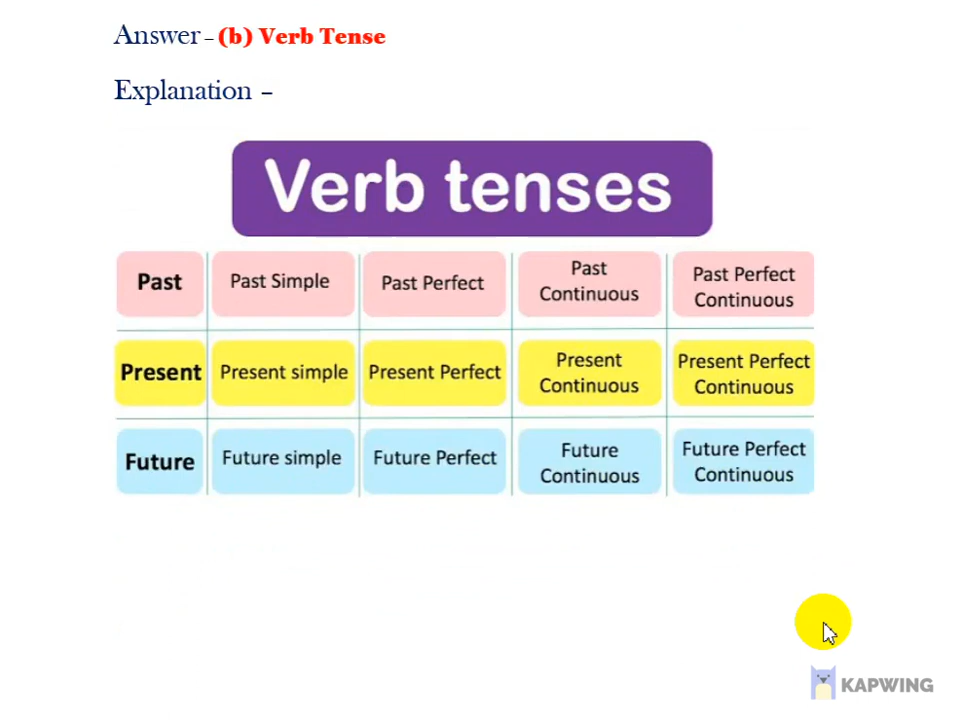 Answer – (b) Verb Tense
Explanation –
Verb tenses
Past
Past Simple
Past Perfect
Past
Continuous
Past Perfect
Continuous
Present
Present simple
Present Perfect
Present
Continuous
Present Perfect
Continuous
Future
Future simple
Future Perfect
Future
Continuous
Future Perfect
Continuous
KAPWING